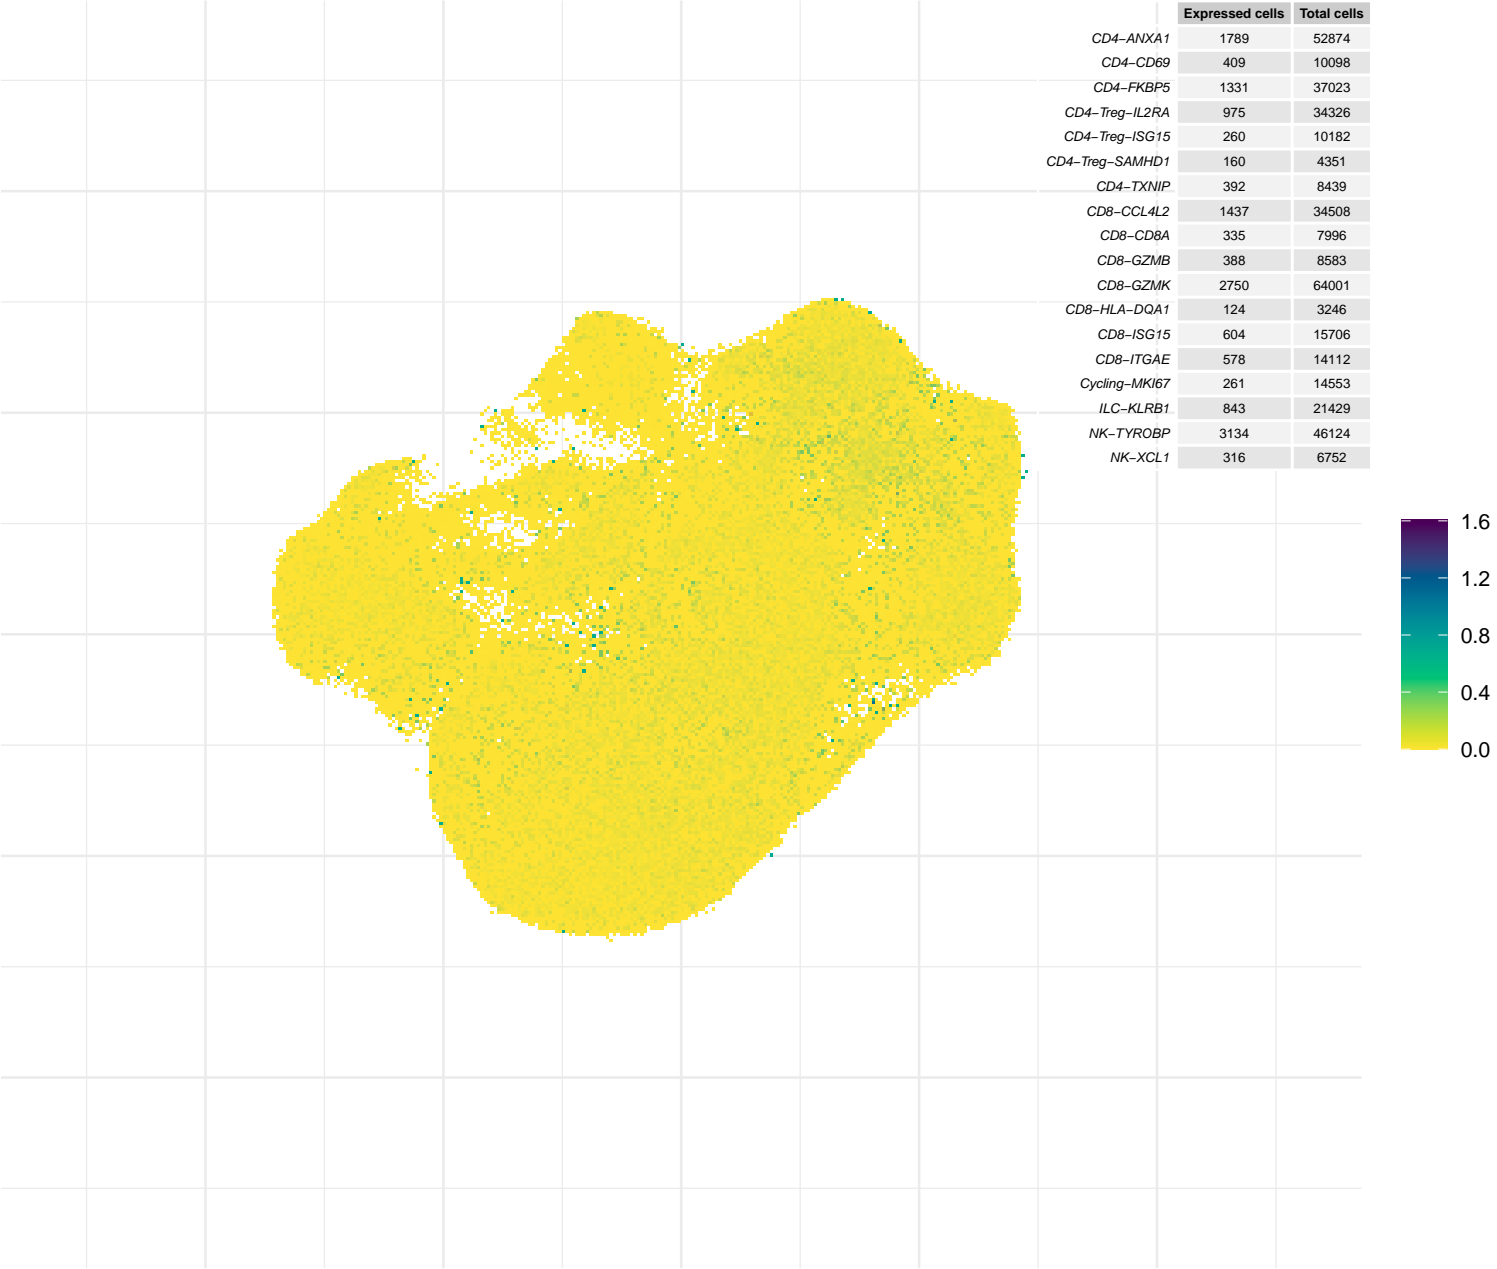 Expressed cells Total cells
CD4−ANXA1 1789 52874
CD4−CD69 409 10098
CD4−FKBP5 1331 37023
CD4−Treg−IL2RA 975 34326
CD4−Treg−ISG15 260 10182
CD4−Treg−SAMHD1 160 4351
CD4−TXNIP 392 8439
CD8−CCL4L2 1437 34508
CD8−CD8A 335 7996
CD8−GZMB 388 8583
CD8−GZMK 2750 64001
CD8−HLA−DQA1 124 3246
CD8−ISG15 604 15706
CD8−ITGAE 578 14112
Cycling−MKI67 261 14553
ILC−KLRB1 843 21429
NK−TYROBP 3134 46124
NK−XCL1 316 6752
1.6
1.2
0.8
0.4
0.0